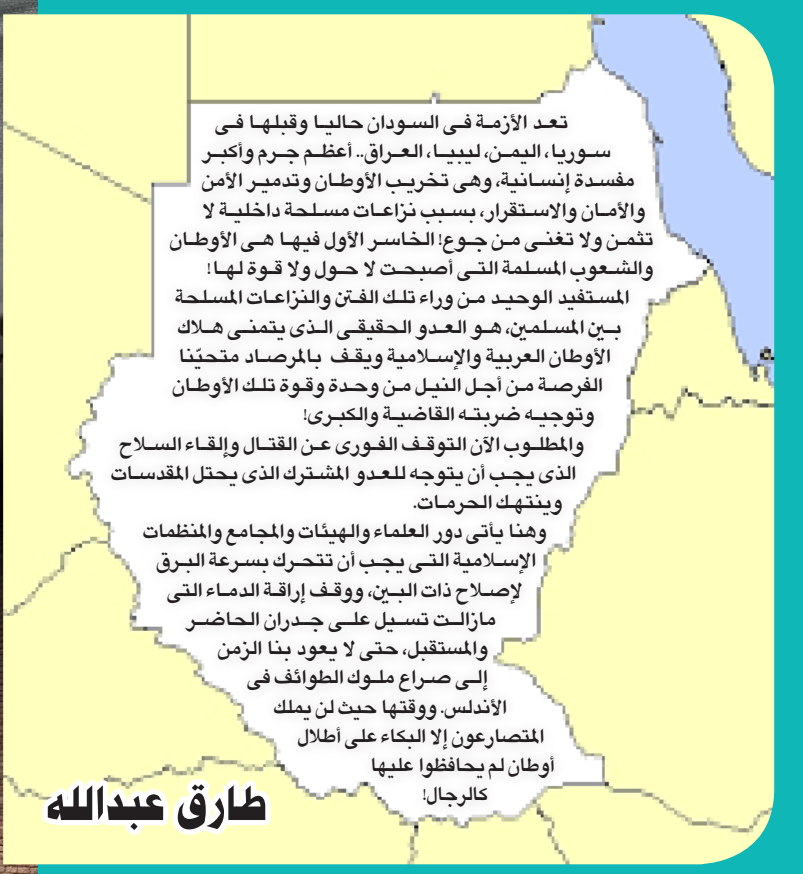 تعد الأزمة فى السودان حاليا وقبلها فى
سوريا، اليمن، ليبيا، العراق.. أعظم جرم وأكبر
مفسدة إنسانية، وهى تخريب الأوطان وتدمير الأمن
والأمان والاستقرار، بسبب نزاعات مسلحة داخلية لا
تثمن ولا تغنى من جوع! الخاسر الأول فيها هى الأوطان
والشعوب المسلمة التى أصبحت لا حول ولا قوة لها!
المستفيد الوحيد من وراء تلك الفتن والنزاعات المسلحة
بين المسلمين، هو العدو الحقيقى الذى يتمنى هلاك
الأوطان العربية والإسلامية ويقف بالمرصاد متحيّنا
الفرصة من أجل النيل من وحدة وقوة تلك الأوطان
وتوجيه ضربته القاضية والكبرى!
والمطلوب الآن التوقف الفورى عن القتال وإلقاء السلاح
الذى يجب أن يتوجه للعدو المشترك الذى يحتل المقدسات
وينتهك الحرمات.
وهنا يأتى دور العلماء والهيئات والمجامع والمنظمات
الإسلامية التى يجب أن تتحرك بسرعة البرق
لإصلاح ذات البين، ووقف إراقة الدماء التى
مازالت تسيل على جدران الحاضر
والمستقبل، حتى لا يعود بنا الزمن
إلى صراع ملوك الطوائف فى
الأندلس. ووقتها حيث لن يملك
المتصارعون إلا البكاء على أطلال
أوطان لم يحافظوا عليها
كالرجال!
طارق عبدالله